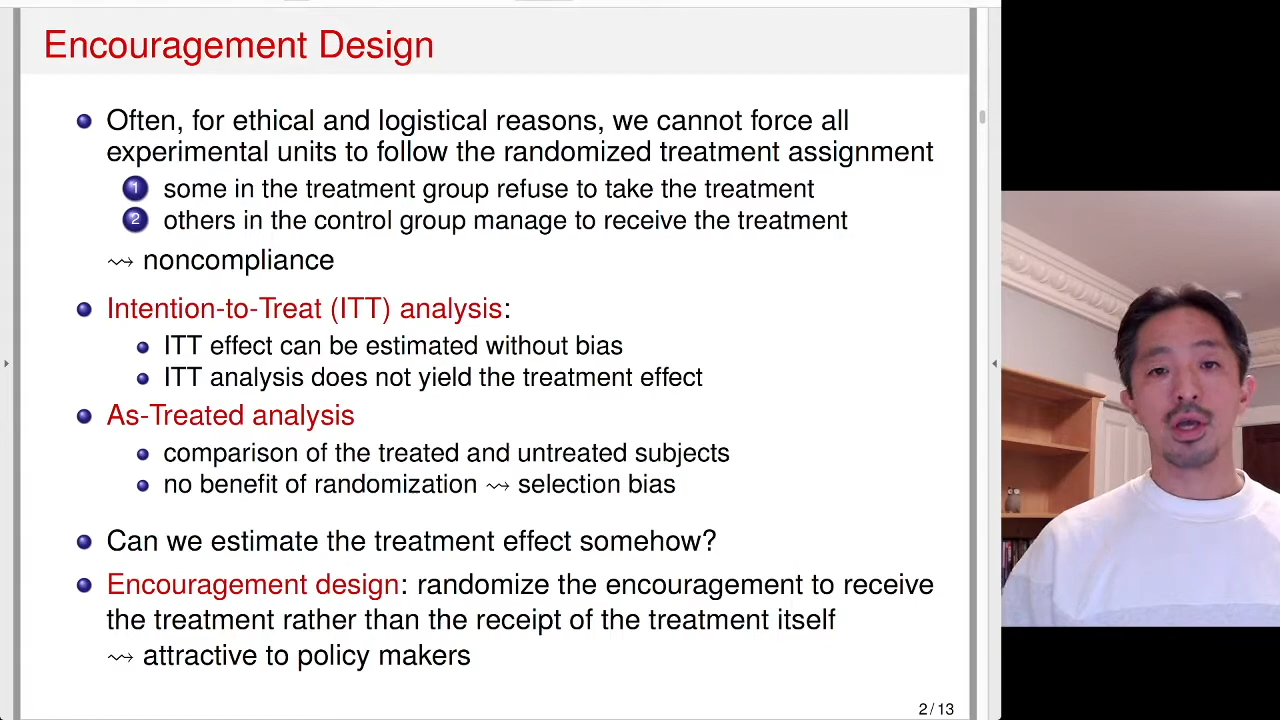 Encouragement Design
Often, for ethical and logistical reasons, we cannot force all
experimental units to follow the randomized treatment assignment
1 some in the treatment group refuse to take the treatment
2 others in the control group manage to receive the treatment
⇝ noncompliance
Intention-to-Treat (ITT) analysis:
ITT effect can be estimated without bias
ITT analysis does not yield the treatment effect
As-Treated analysis
comparison of the treated and untreated subjects
no benefit of randomization ⇝ selection bias
Can we estimate the treatment effect somehow?
Encouragement design: randomize the encouragement to receive
the treatment rather than the receipt of the treatment itself
⇝ attractive to policy makers
2 / 13